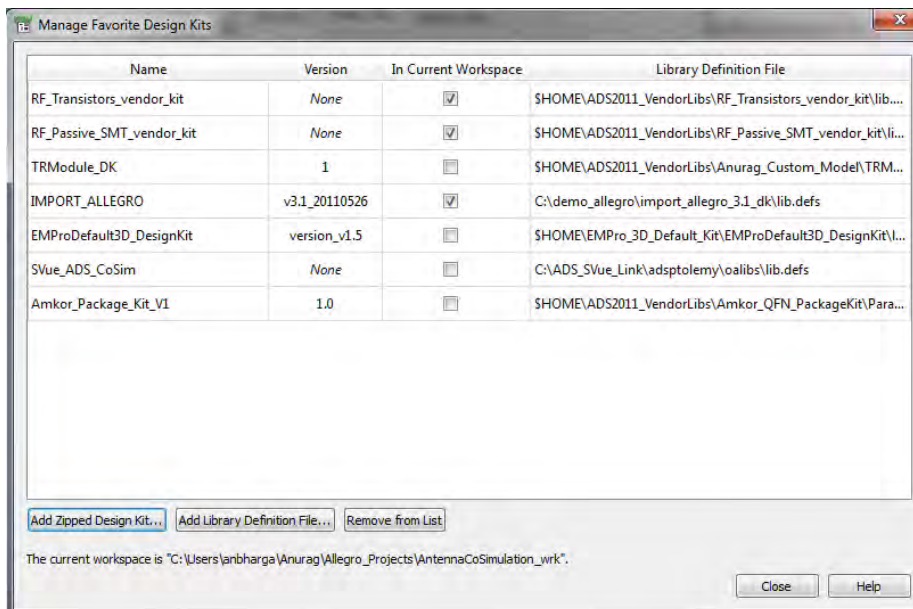 Manage Favorite Design Kits
Name Version In Current Workspace Library Definition File
RF_Transistors_vendor_kit None $HOME\ADS2011_VendorLibs\RF_Transistors_vendor_kit\lib....
RF_Passive_SMT_vendor_kit None $HOME\ADS2011_VendorLibs\RF_Passive_SMT_vendor_kit\li...
TRModule_DK 1 $HOME\ADS2011_VendorLibs\Anurag_Custom_Model\TRM...
IMPORT_ALLEGRO v3.1_20110526 C:\demo_allegro\import_allegro_3.1_dk\lib.defs
EMProDefault3D_DesignKit version_v1.5 $HOME\EMPro_3D_Default_Kit\EMProDefault3D_DesignKit\l...
SVue_ADS_CoSim None C:\ADS_SVue_Link\adsptolemy\oalibs\lib.defs
Amkor_Package_Kit_V1 1.0 $HOME\ADS2011_VendorLibs\Amkor_QFN_PackageKit\Para...
Add Zipped Design Kit... Add Library Definition File... Remove from List
The current workspace is "C:\Users\anbharga\Anurag\Allegro_Projects\AntennaCoSimulation_wrk".
Close Help